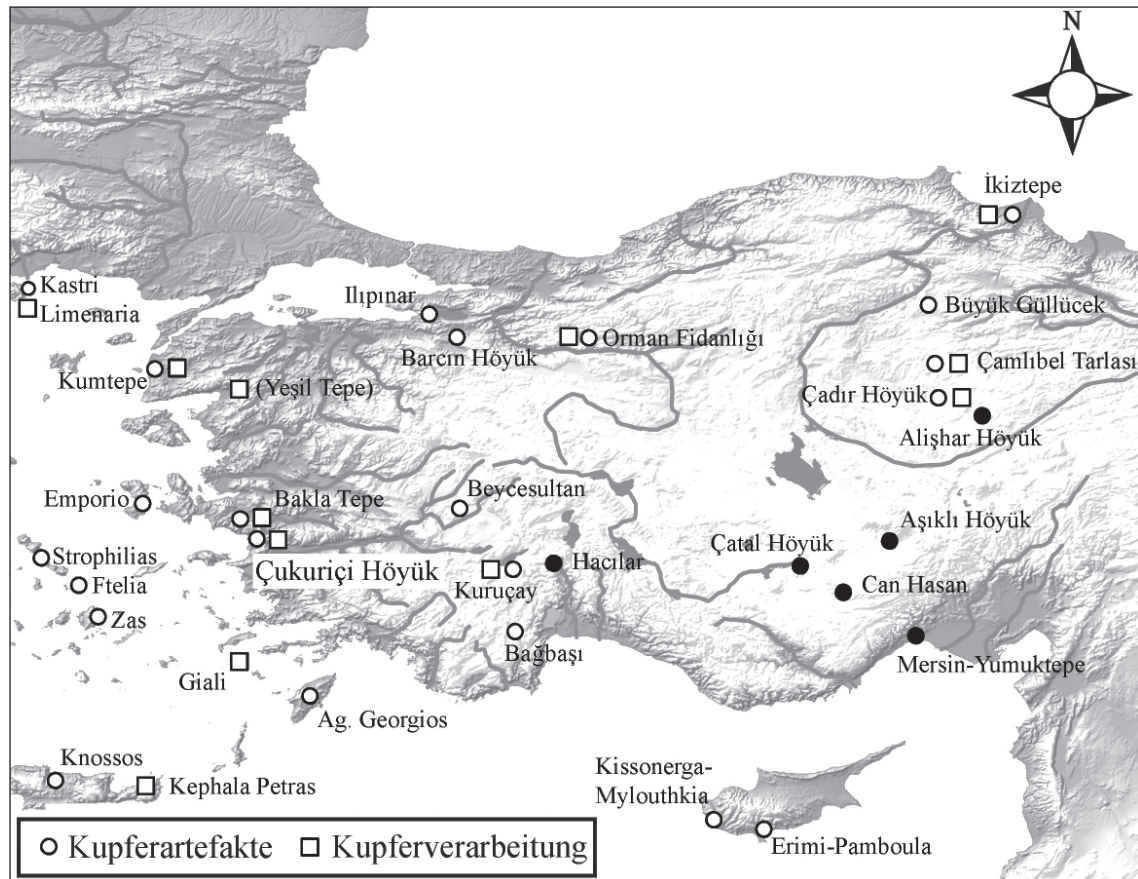 N
İkiztepe
Kastri
Limenaria
Ilıpınar
Büyük Güllücek
Barcın Höyük
Orman Fidanlığı
Kumtepe
(Yeşil Tepe)
Çamlıbel Tarlası
Çadır Höyük
Alişhar Höyük
Emporio
Bakla Tepe
Beycesultan
Aşıklı Höyük
Strophilias
Çatal Höyük
Hacılar
Çukuriçi Höyük
Ftelia
Kuruçay
Can Hasan
Zas
Bağbaşı
Mersin-Yumuktepe
Giali
Ag. Georgios
Knossos
Kephala Petras
Kissonerga-
Mylouthkia
Erimi-Pamboula
Kupferartefakte
Kupferverarbeitung